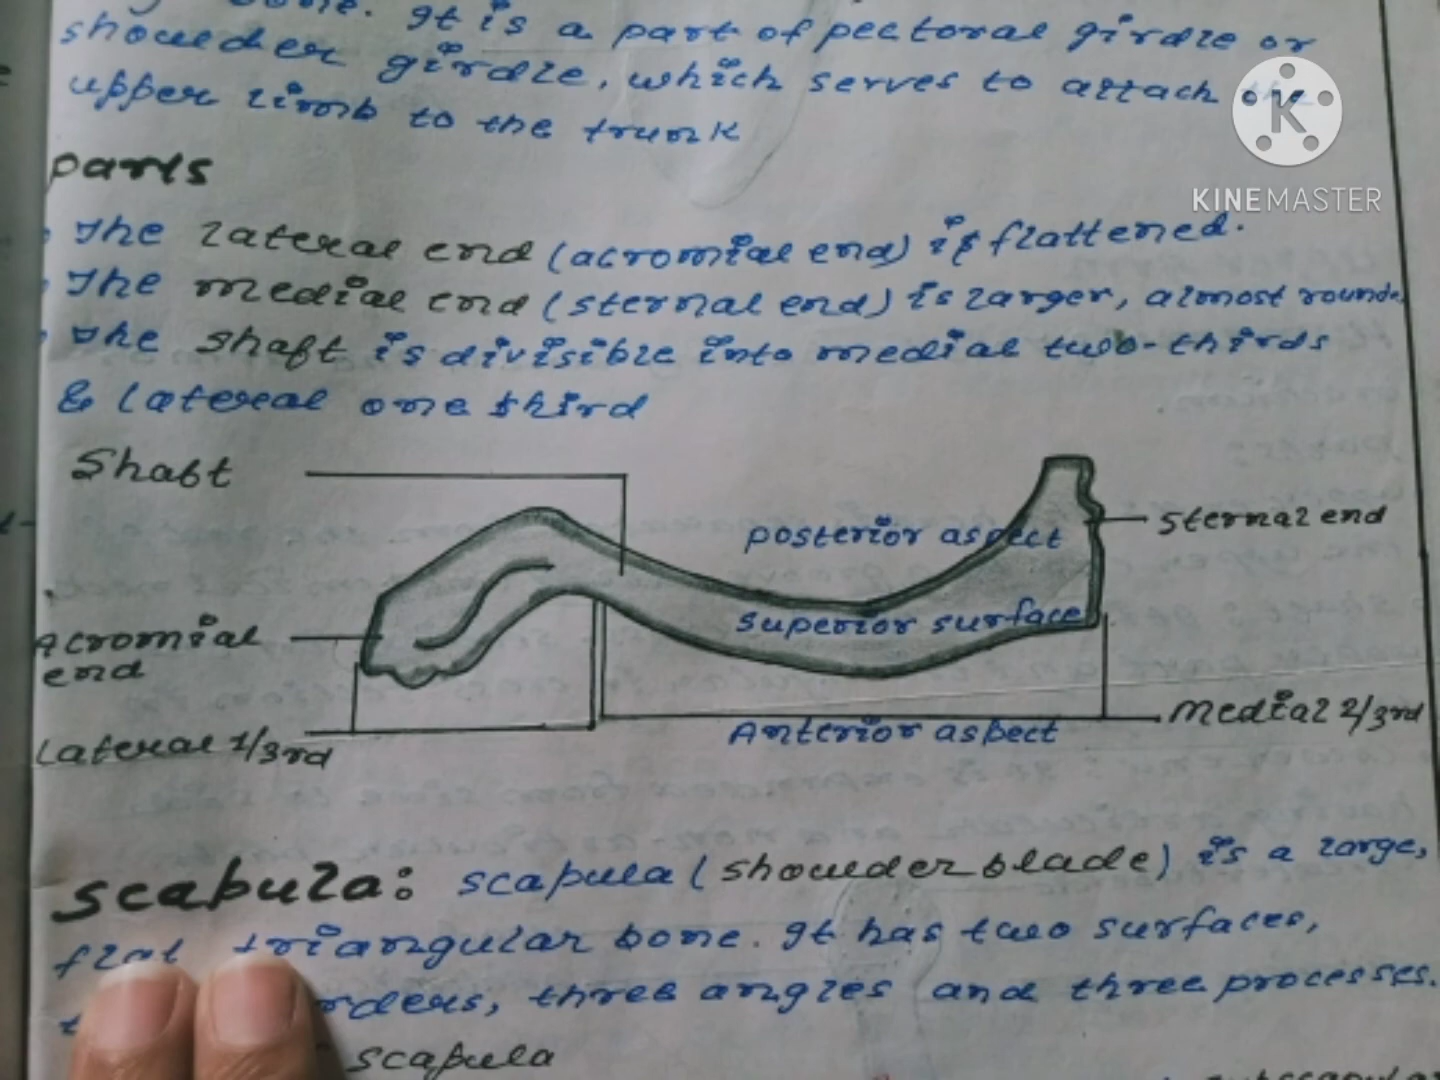 bone. It is a part of pectoral girdle or
shoulder girdle, which serves to attach the
upper limb to the trunk
K
KINEMASTER
parts
The lateral end (acromial end) is flattened.
The medial end (sternal end) is larger, almost rounde
The shaft is divisible into medial two-thirds
& lateral one third
Shaft
posterior aspect
sternal end
superior surface
Acromial
end
Medial 2/3rd
Anterior aspect
Lateral 1/3rd
scapula: scapula (shoulder blade) is a large,
flat triangular bone. It has two surfaces,
rders, three angles and three processes.
scapula